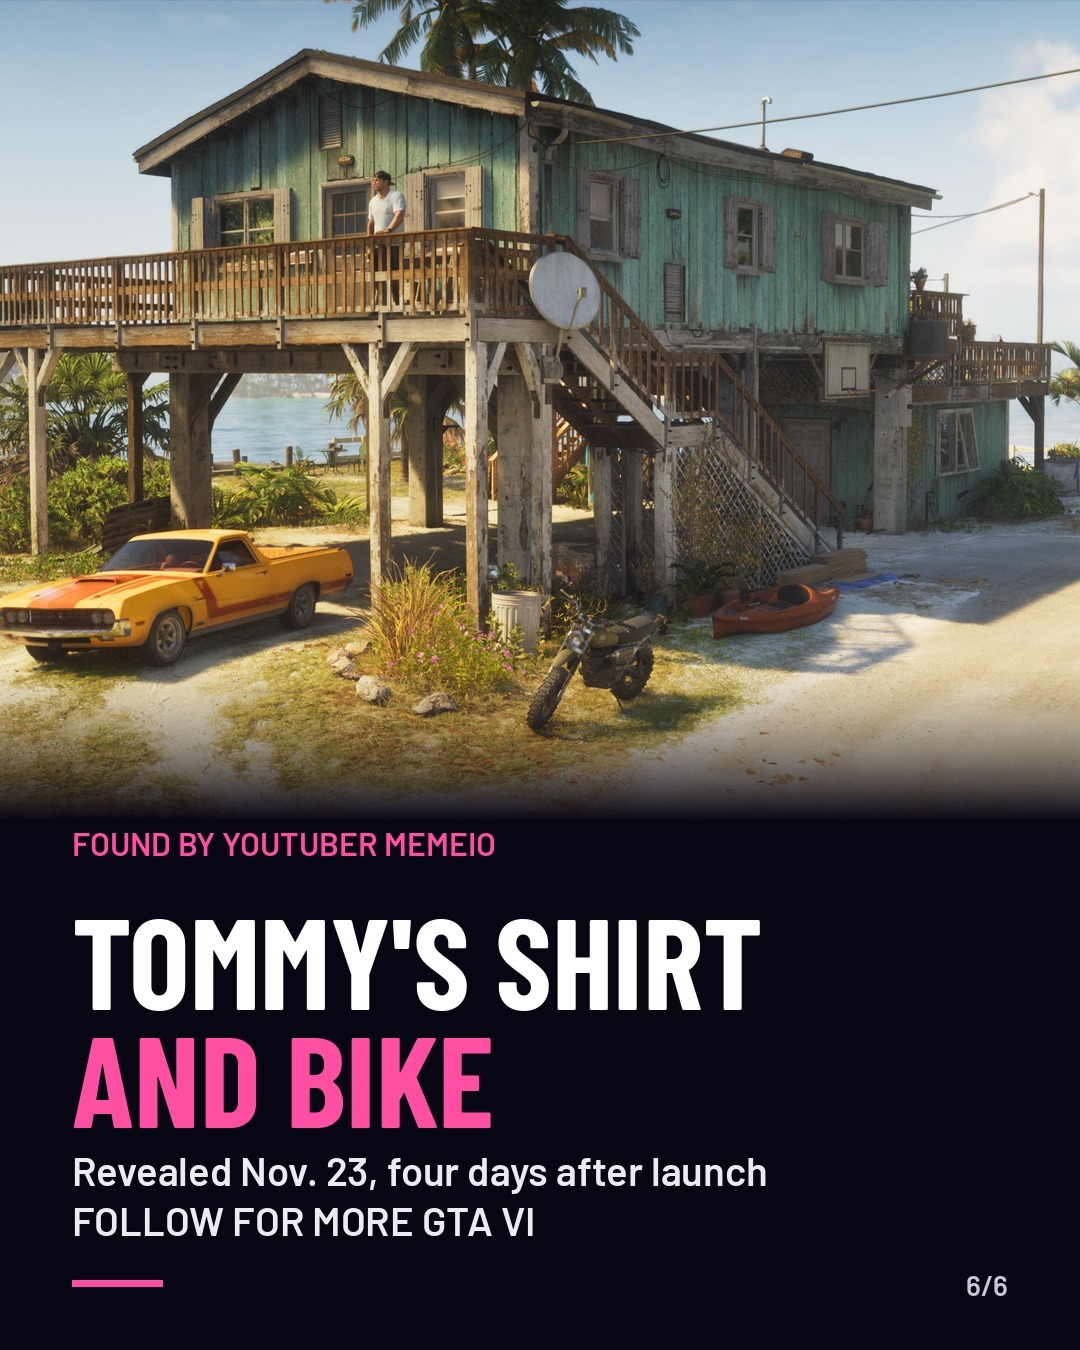 FOUND BY YOUTUBER MEMEIO
TOMMY'S SHIRT
AND BIKE
Revealed Nov. 23, four days after launch
FOLLOW FOR MORE GTA VI
6/6